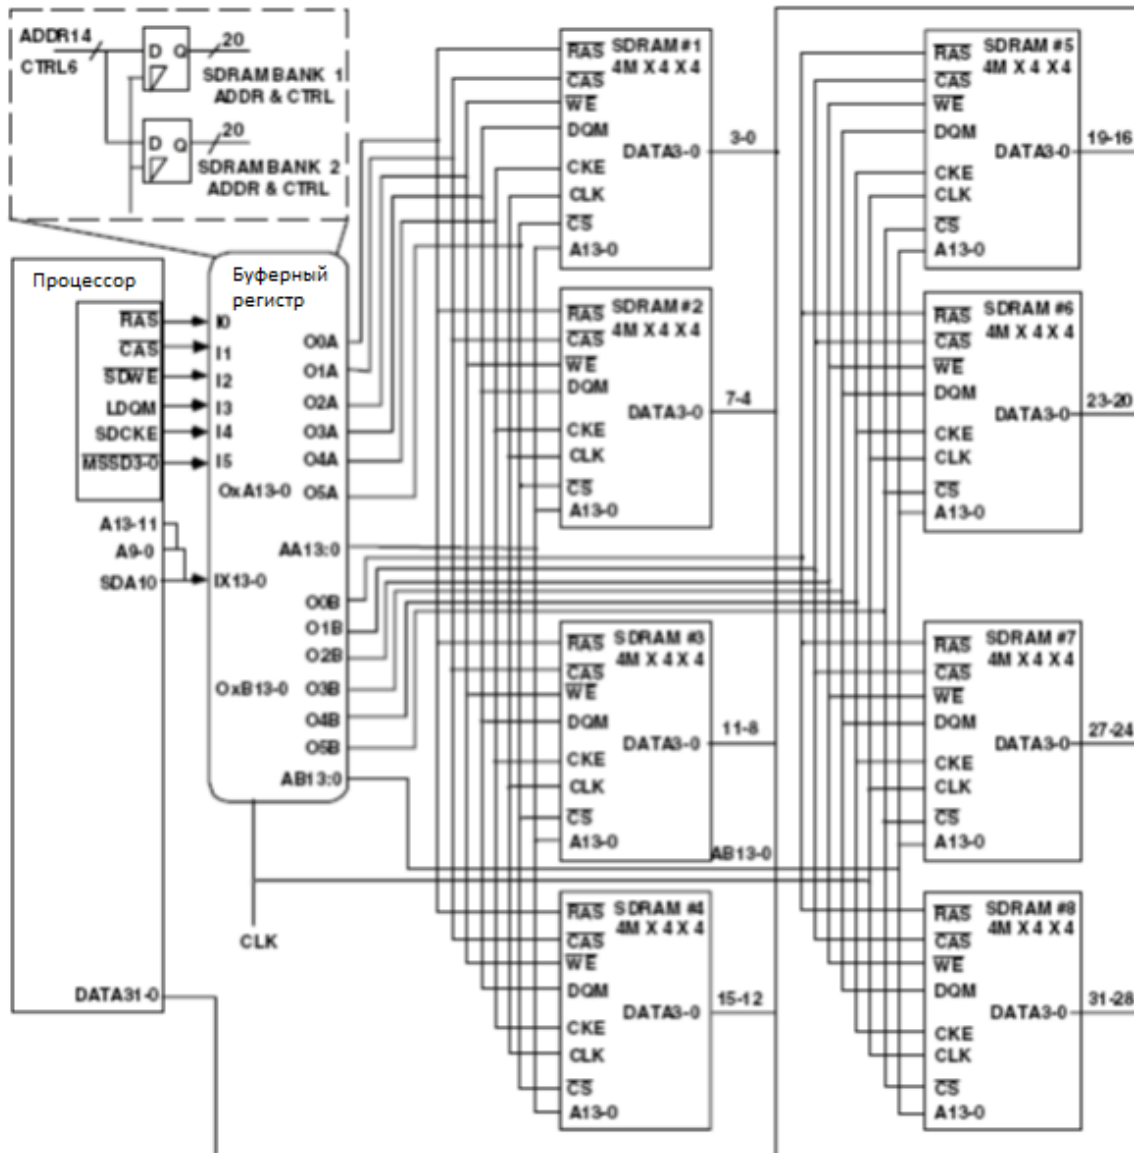 ADDR14
CTRL6
D Q
20
SDRAM BANK 1
ADDR & CTRL
D Q
20
SDRAM BANK 2
ADDR & CTRL
Процессор
RAS
CAS
SDWE
LDQM
SDCKE
MSSD3-0
A13-11
A9-0
SDA10
DATA31-0
Буферный
регистр
I0
I1
I2
I3
I4
I5
OxA13-0
IX13-0
OxB13-0
O0A
O1A
O2A
O3A
O4A
O5A
AA13:0
O0B
O1B
O2B
O3B
O4B
O5B
AB13:0
CLK
AB13-0
SDRAM #1
4M X 4 X 4
RAS
CAS
WE
DQM
DATA3-0
3-0
CKE
CLK
CS
A13-0
SDRAM #2
4M X 4 X 4
RAS
CAS
WE
DQM
DATA3-0
7-4
CKE
CLK
CS
A13-0
SDRAM #3
4M X 4 X 4
RAS
CAS
WE
DQM
DATA3-0
11-8
CKE
CLK
CS
A13-0
SDRAM #4
4M X 4 X 4
RAS
CAS
WE
DQM
DATA3-0
15-12
CKE
CLK
CS
A13-0
SDRAM #5
4M X 4 X 4
RAS
CAS
WE
DQM
DATA3-0
19-16
CKE
CLK
CS
A13-0
SDRAM #6
4M X 4 X 4
RAS
CAS
WE
DQM
DATA3-0
23-20
CKE
CLK
CS
A13-0
SDRAM #7
4M X 4 X 4
RAS
CAS
WE
DQM
DATA3-0
27-24
CKE
CLK
CS
A13-0
SDRAM #8
4M X 4 X 4
RAS
CAS
WE
DQM
DATA3-0
31-28
CKE
CLK
CS
A13-0